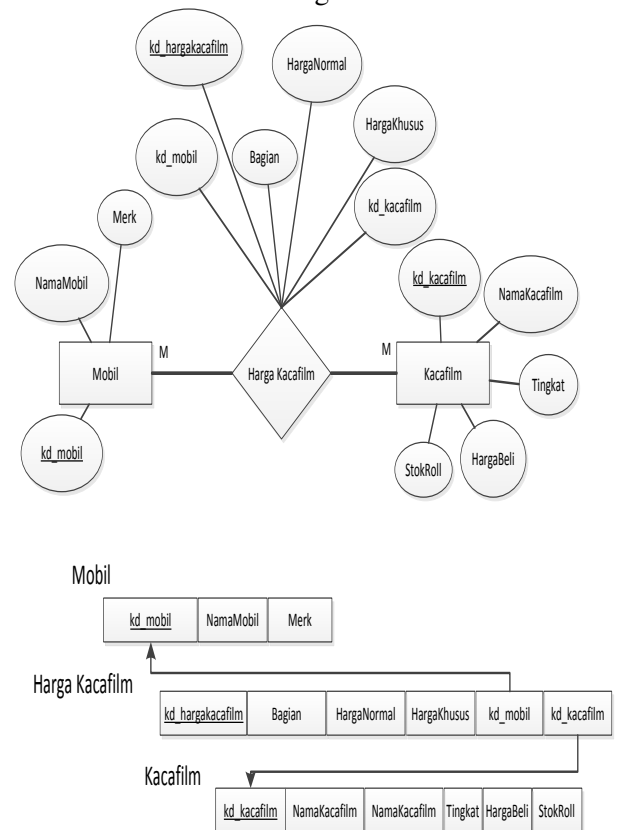 kd_hargakacafilm
HargaNormal
HargaKhusus
kd_mobil
Bagian
kd_kacafilm
Merk
kd_kacafilm
NamaMobil
NamaKacafilm
M
M
Mobil
Harga Kacafilm
Kacafilm
Tingkat
kd_mobil
StokRoll
HargaBeli
Mobil
kd_mobil NamaMobil Merk
Harga Kacafilm
kd_hargakacafilm Bagian HargaNormal HargaKhusus kd_mobil kd_kacafilm
Kacafilm
kd_kacafilm NamaKacafilm NamaKacafilm Tingkat HargaBeli StokRoll